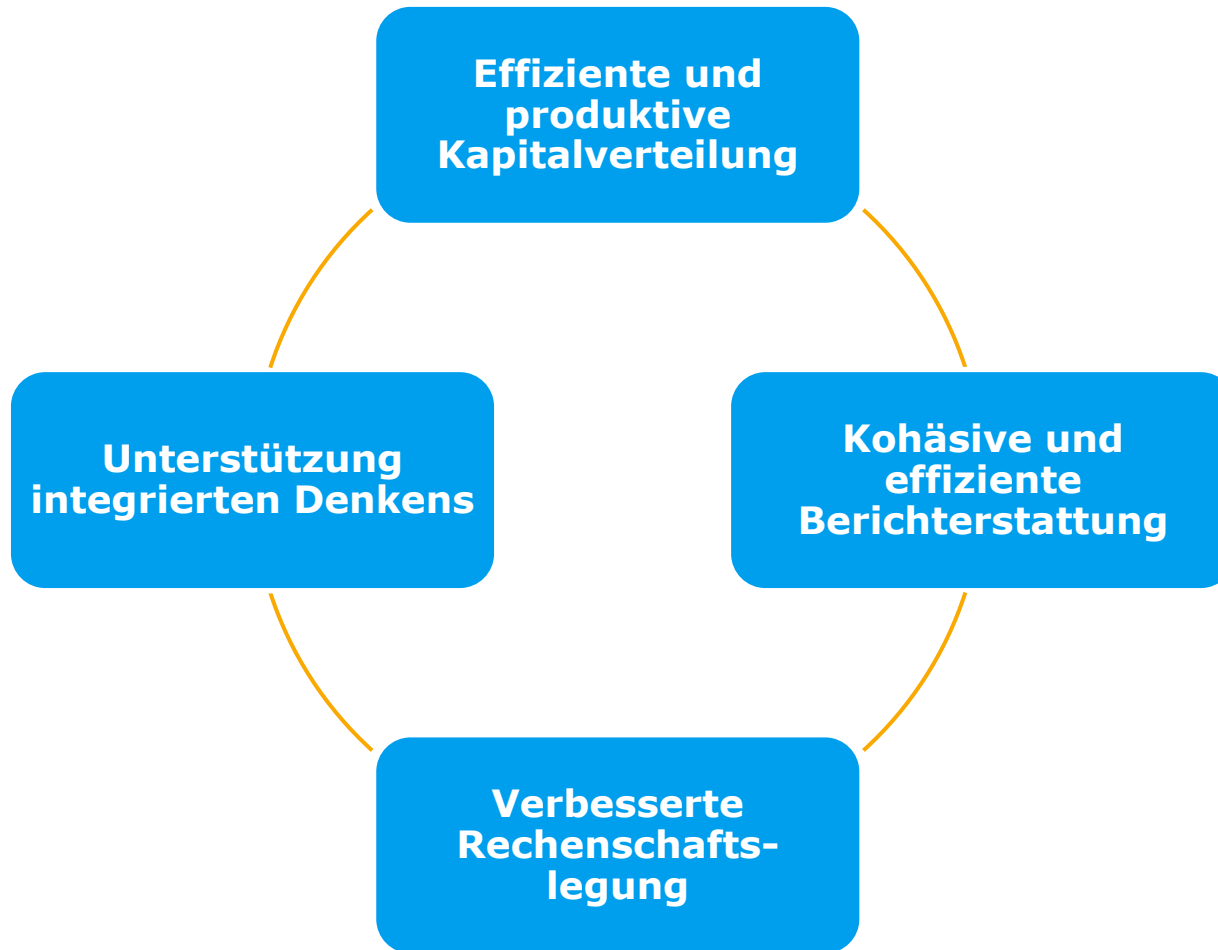 Effiziente und
produktive
Kapitalverteilung
Unterstützung
integrierten Denkens
Kohäsive und
effiziente
Berichterstattung
Verbesserte
Rechenschafts-
legung